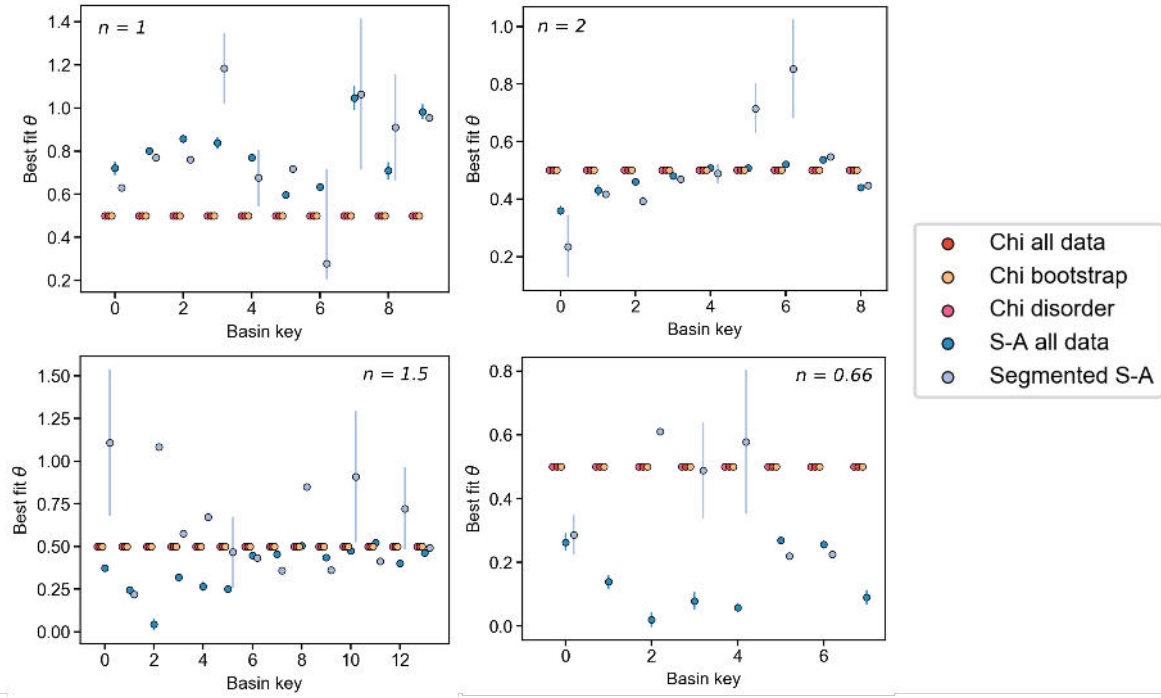 n = 1
1.4
1.2
1.0
0.8
0.6
0.4
0.2
Best fit θ
0 2 4 6 8
Basin key
n = 2
1.0
0.8
0.6
0.4
0.2
Best fit θ
0 2 4 6 8
Basin key
n = 1.5
1.50
1.25
1.00
0.75
0.50
0.25
0.00
Best fit θ
0 2 4 6 8 10 12
Basin key
n = 0.66
0.8
0.6
0.4
0.2
0.0
Best fit θ
0 2 4 6
Basin key
Chi all data
Chi bootstrap
Chi disorder
S-A all data
Segmented S-A